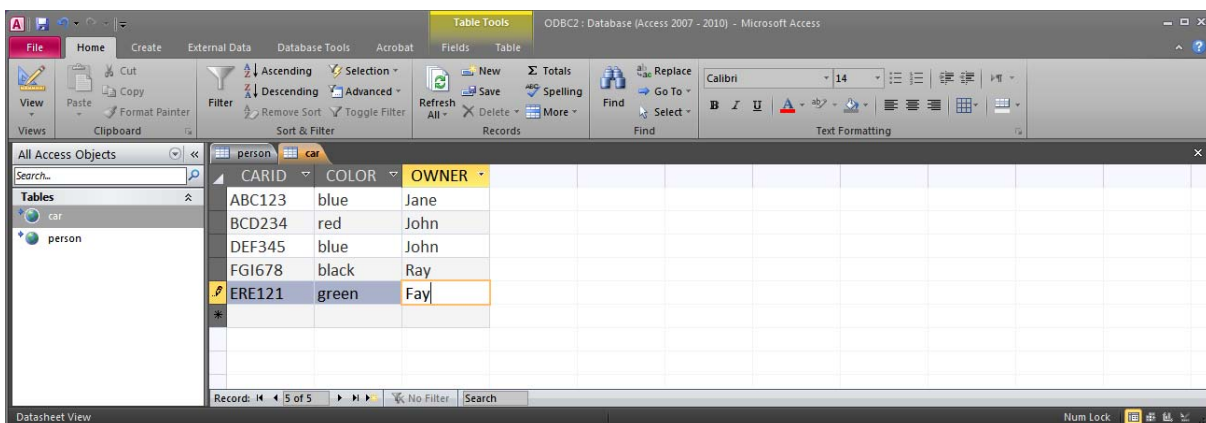 A Table Tools ODBC2 : Database (Access 2007 - 2010) - Microsoft Access
File Home Create External Data Database Tools Acrobat Fields Table
View
Views
Paste
Cut
Copy
Format Painter
Clipboard
Filter
Ascending
Descending
Remove Sort
Selection
Advanced
Toggle Filter
Sort & Filter
Refresh
All
New
Save
Delete
Σ Totals
Spelling
More
Records
Find
Replace
Go To
Select
Find
Calibri 14
B I U A
Text Formatting
All Access Objects
Search...
Tables
car
person
person car
CARID COLOR OWNER
ABC123 blue Jane
BCD234 red John
DEF345 blue John
FGI678 black Ray
ERE121 green Fay
Record: 5 of 5 No Filter Search
Datasheet View Num Lock